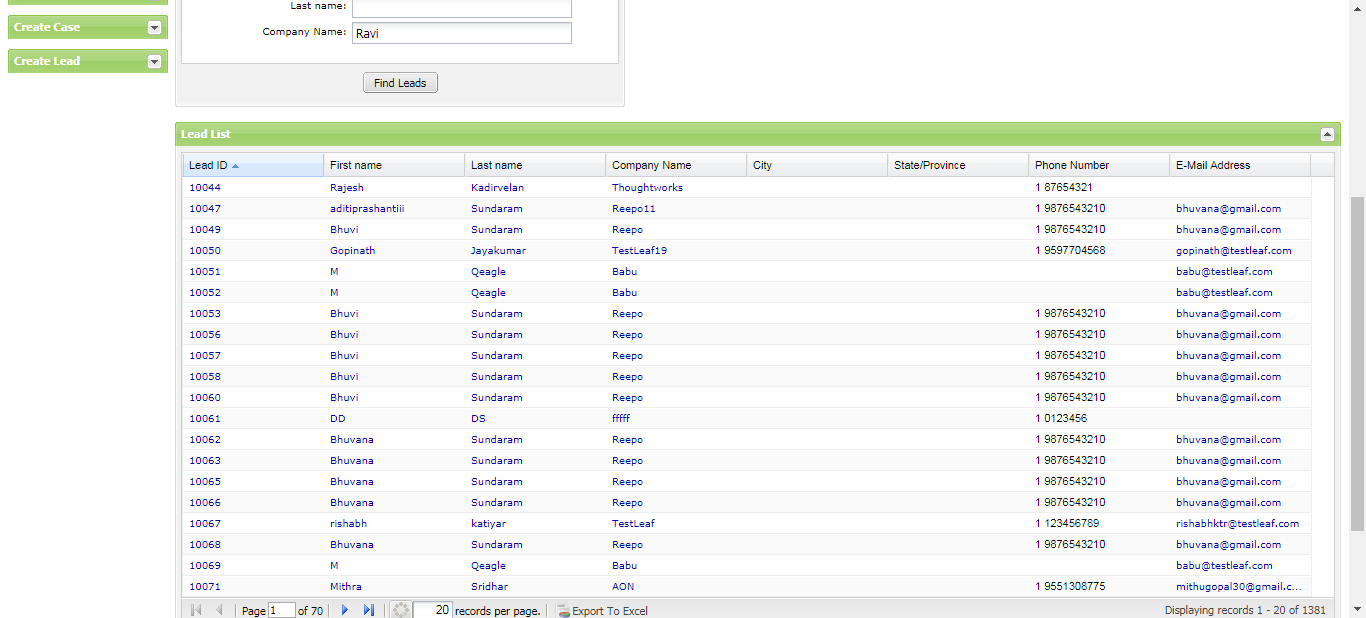 Last name:
Create Case
Company Name: Ravi
Create Lead
Find Leads
Lead List
Lead ID First name Last name Company Name City State/Province Phone Number E-Mail Address
10044 Rajesh Kadirvelan Thoughtworks 1 87654321
10047 aditiprashantiii Sundaram Reepo11 1 9876543210 bhuvana@gmail.com
10049 Bhuvi Sundaram Reepo 1 9876543210 bhuvana@gmail.com
10050 Gopinath Jayakumar TestLeaf19 1 9597704568 gopinath@testleaf.com
10051 M Qeagle Babu babu@testleaf.com
10052 M Qeagle Babu babu@testleaf.com
10053 Bhuvi Sundaram Reepo 1 9876543210 bhuvana@gmail.com
10056 Bhuvi Sundaram Reepo 1 9876543210 bhuvana@gmail.com
10057 Bhuvi Sundaram Reepo 1 9876543210 bhuvana@gmail.com
10058 Bhuvi Sundaram Reepo 1 9876543210 bhuvana@gmail.com
10060 Bhuvi Sundaram Reepo 1 9876543210 bhuvana@gmail.com
10061 DD DS fffff 1 0123456
10062 Bhuvana Sundaram Reepo 1 9876543210 bhuvana@gmail.com
10063 Bhuvana Sundaram Reepo 1 9876543210 bhuvana@gmail.com
10065 Bhuvana Sundaram Reepo 1 9876543210 bhuvana@gmail.com
10066 Bhuvana Sundaram Reepo 1 9876543210 bhuvana@gmail.com
10067 rishabh katiyar TestLeaf 1 123456789 rishabhktr@testleaf.com
10068 Bhuvana Sundaram Reepo 1 9876543210 bhuvana@gmail.com
10069 M Qeagle Babu babu@testleaf.com
10071 Mithra Sridhar AON 1 9551308775 mithugopal30@gmail.c...
Page 1 of 70 20 records per page. Export To Excel Displaying records 1 - 20 of 1381